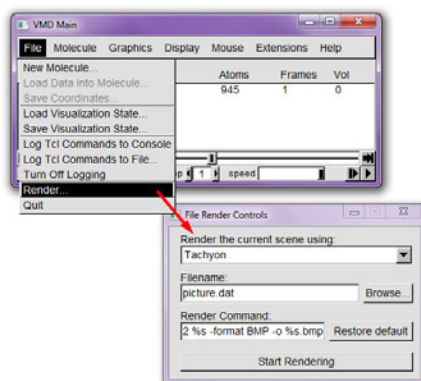 VMD Main
File Molecule Graphics Display Mouse Extensions Help
New Molecule...
Load Data Into Molecule...
Save Coordinates...
Load Visualization State...
Save Visualization State...
Log Tcl Commands to Console
Log Tcl Commands to File...
Turn Off Logging
Render...
Quit
Atoms Frames Vol
945 1 0
1 speed
File Render Controls
Render the current scene using:
Tachyon
Filename:
picture.dat Browse...
Render Command:
2 %s -format BMP -o %s.bmp Restore default
Start Rendering